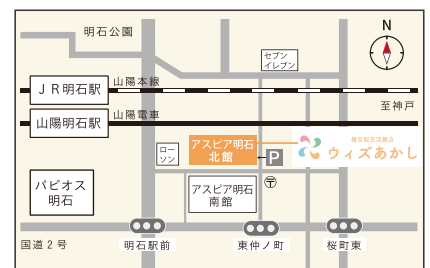 明石公園
N
セブン
イレブン
JR明石駅
山陽本線
至神戸
山陽明石駅
山陽電車
ロー
ソン
アスピア明石
北館
P
複合型交流拠点
ウィズあかし
パピオス
明石
アスピア明石
南館
〒
国道2号
明石駅前
東仲ノ町
桜町東